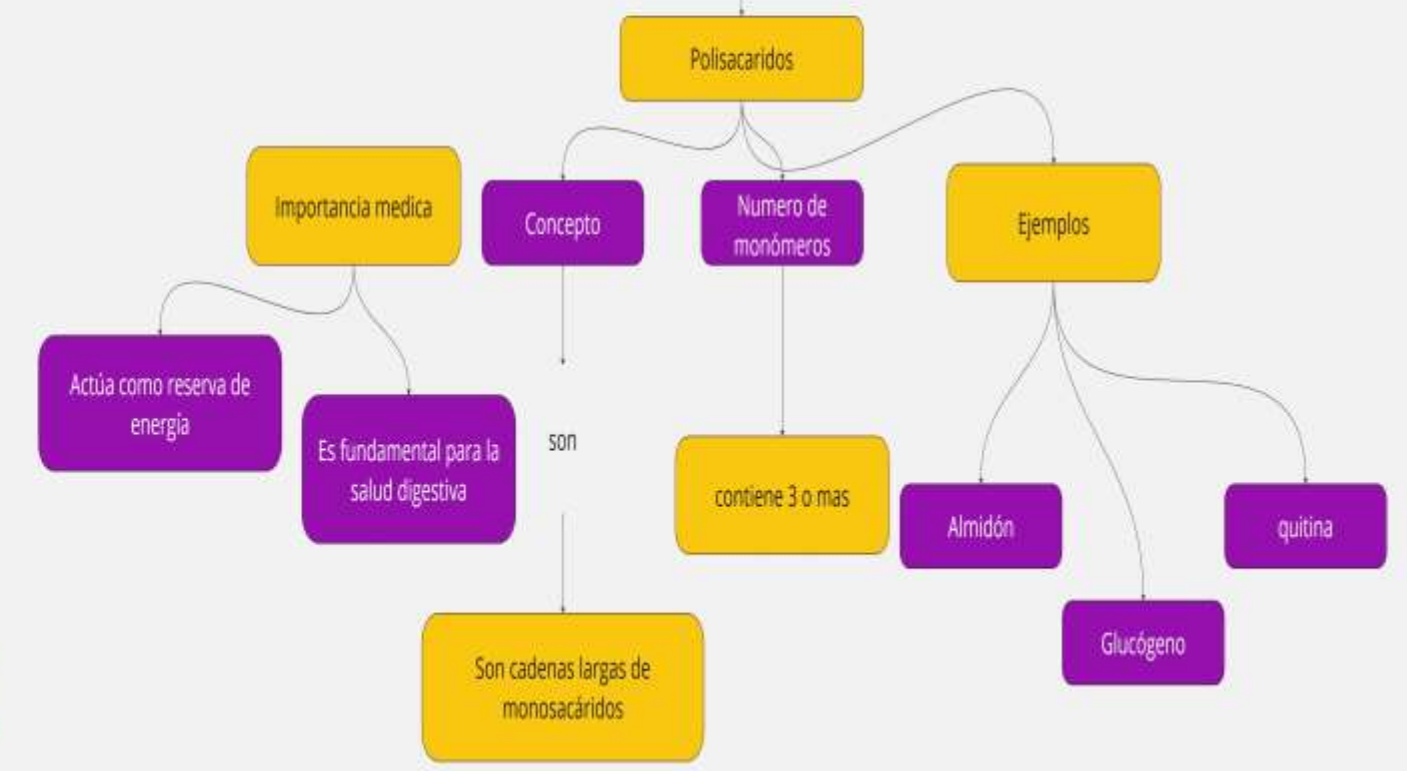 Polisacaridos
Importancia medica
Concepto
Numero de
monómeros
Ejemplos
Actúa como reserva de
energia
Es fundamental para la
salud digestiva
son
contiene 3 o mas
Almidón
quitina
Glucógeno
Son cadenas largas de
monosacáridos